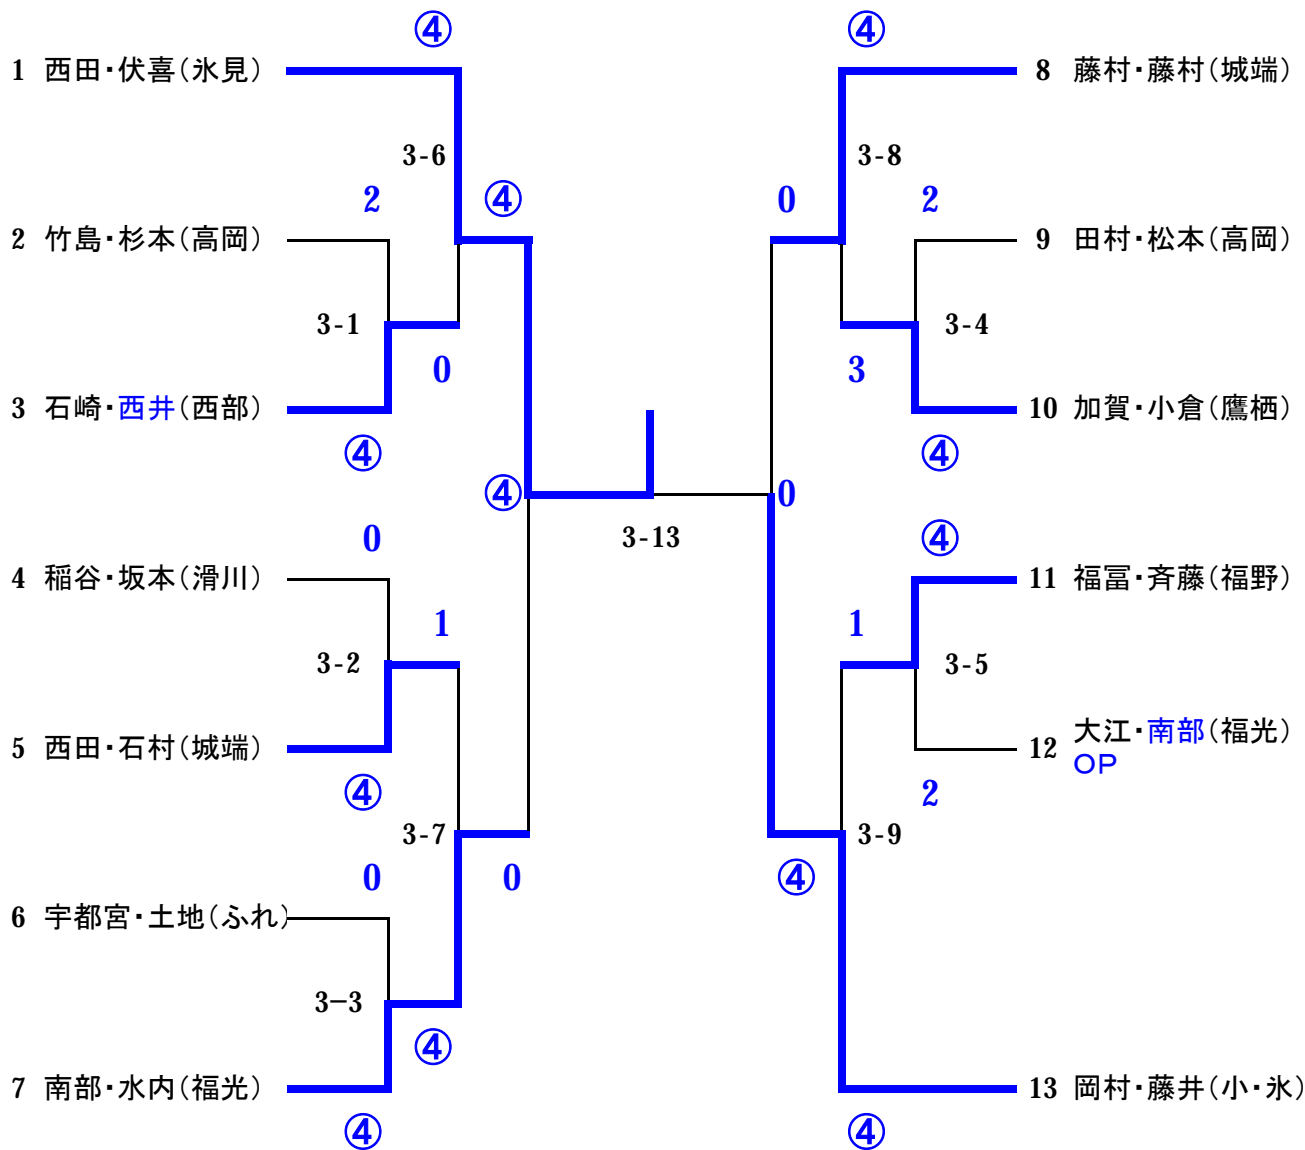 ④ ④
1 西田・伏喜(氷見) 8 藤村・藤村(城端)
3-6 3-8
2 ④ 0 2
2 竹島・杉本(高岡) 9 田村・松本(高岡)
3-1 3-4
0 3
3 石崎・西井(西部) 10 加賀・小倉(鷹栖)
④ ④
④ 0
0 3-13 ④
4 稲谷・坂本(滑川) 11 福冨・斉藤(福野)
1 1
3-2 3-5
5 西田・石村(城端) 12 大江・南部(福光)
OP
④ 2
3-7 3-9
0 0 ④
6 宇都宮・土地(ふれ)
3-3
④
7 南部・水内(福光) 13 岡村・藤井(小・氷)
④ ④